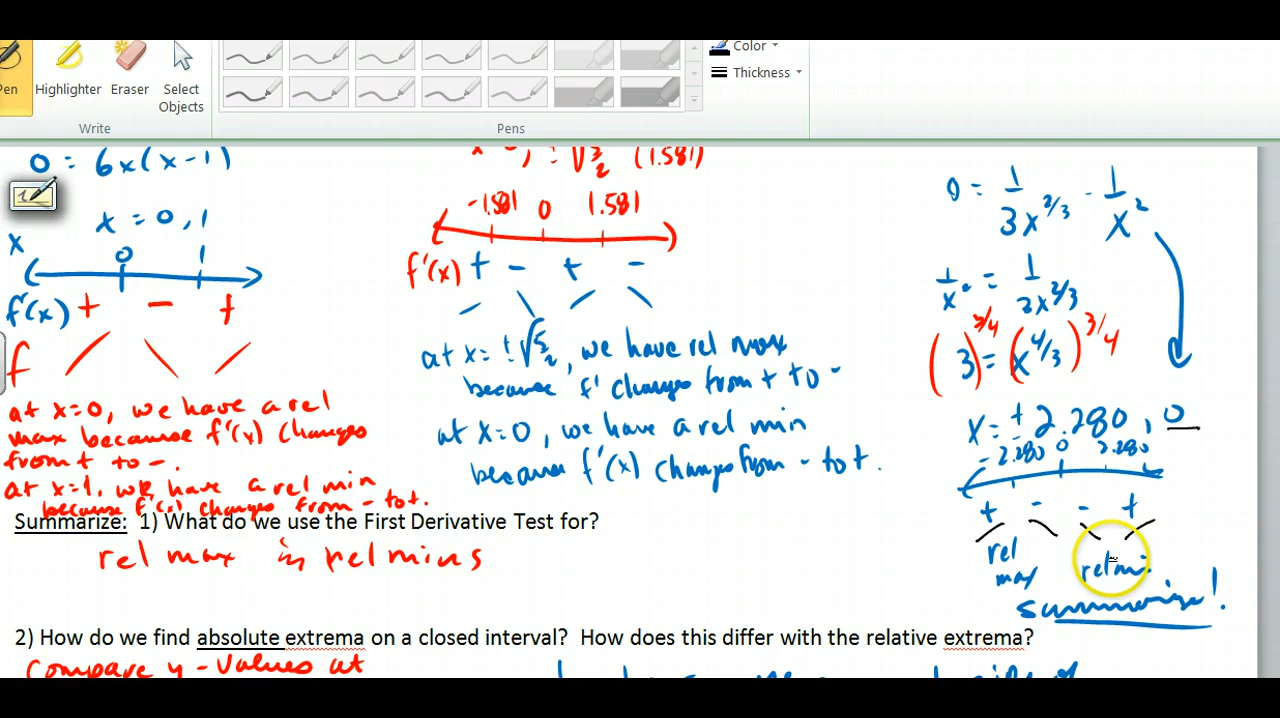 Pen
Highlighter
Eraser
Select
Objects
Write
Pens
Color
Thickness
0 = 6x(x-1)
x = 0, 1
x
0 1
f'(x) + - +
f
at x=0, we have a rel
max because f'(x) changes
from + to -.
at x=1, we have a rel min
because f'(x) changes from - to +.
√5/2 (1.581)
-1.581 0 1.581
f'(x) + - + -
at x = ±√5/2, we have rel max
because f' changes from + to -
at x=0, we have a rel min
because f'(x) changes from - to +.
0 = 1/3x^2/3 - 1/x^2
(3)^3/4 = (x^4/3)^3/4
x = ± 2.280, 0
-2.280 0 2.280
+ - - +
rel
max
rel min
summarize!
Summarize: 1) What do we use the First Derivative Test for?
rel max rel mins
2) How do we find absolute extrema on a closed interval? How does this differ with the relative extrema?
Compare y-values at